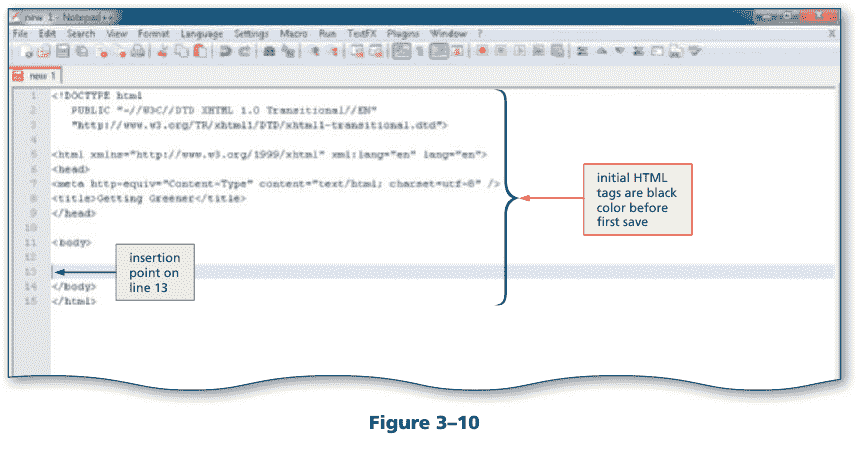 new 1 - Notepad++
File Edit Search View Format Language Settings Macro Run TextFX Plugins Window ? X
new 1
1 <!DOCTYPE html
2 PUBLIC "-//W3C//DTD XHTML 1.0 Transitional//EN"
3 "http://www.w3.org/TR/xhtml1/DTD/xhtml1-transitional.dtd">
4
5 <html xmlns="http://www.w3.org/1999/xhtml" xml:lang="en" lang="en">
6 <head>
7 <meta http-equiv="Content-Type" content="text/html; charset=utf-8" />
8 <title>Getting Greener</title>
9 </head>
10
11 <body>
12
13
14 </body>
15 </html>
insertion
point on
line 13
initial HTML
tags are black
color before
first save
Figure 3–10